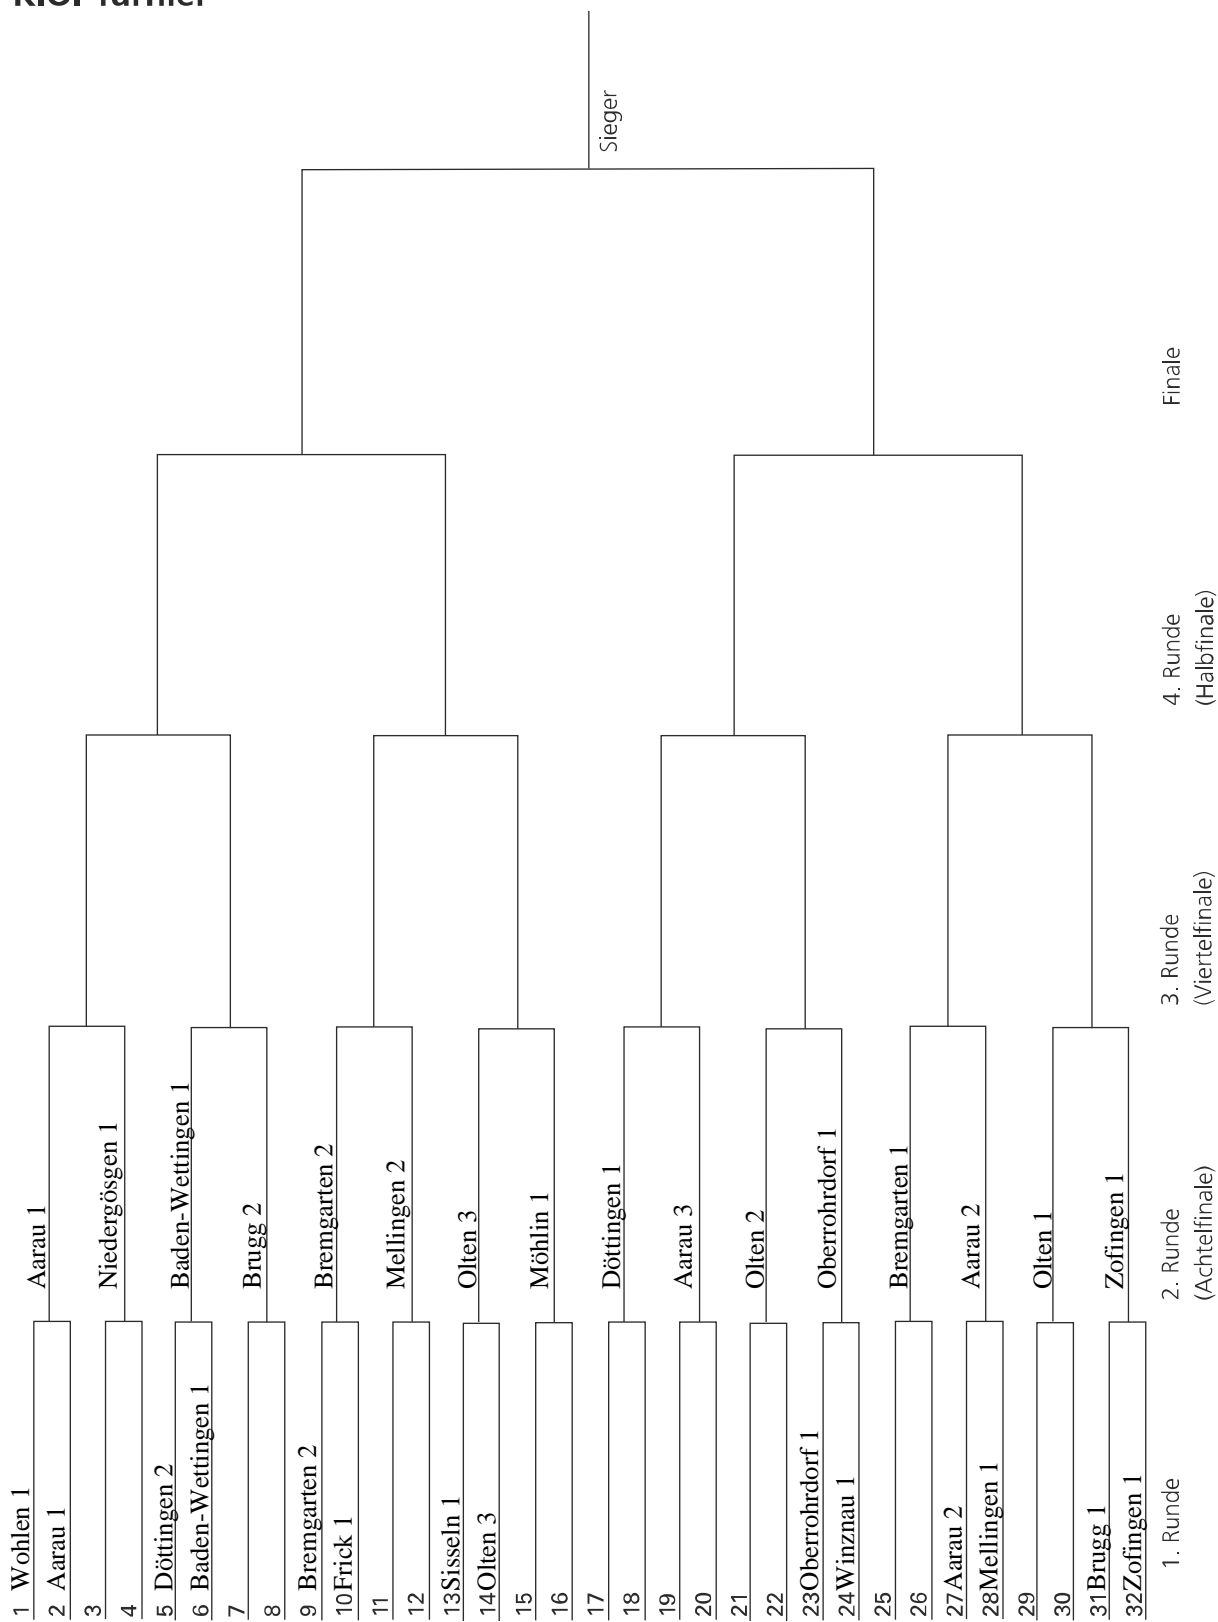 K.O.-Turnier
1 Wohlen 1
2 Aarau 1
3
4
5 Döttingen 2
6 Baden-Wettingen 1
7
8
9 Bremgarten 2
10 Frick 1
11
12
13 Sisseln 1
14 Olten 3
15
16
17
18
19
20
21
22
23 Oberrohrdorf 1
24 Winznau 1
25
26
27 Aarau 2
28 Mellingen 1
29
30
31 Brugg 1
32 Zofingen 1
1. Runde
Aarau 1
Niedergösgen 1
Baden-Wettingen 1
Brugg 2
Bremgarten 2
Mellingen 2
Olten 3
Möhlin 1
Döttingen 1
Aarau 3
Olten 2
Oberrohrdorf 1
Bremgarten 1
Aarau 2
Olten 1
Zofingen 1
2. Runde
(Achtelfinale)
3. Runde
(Viertelfinale)
4. Runde
(Halbfinale)
Finale
Sieger